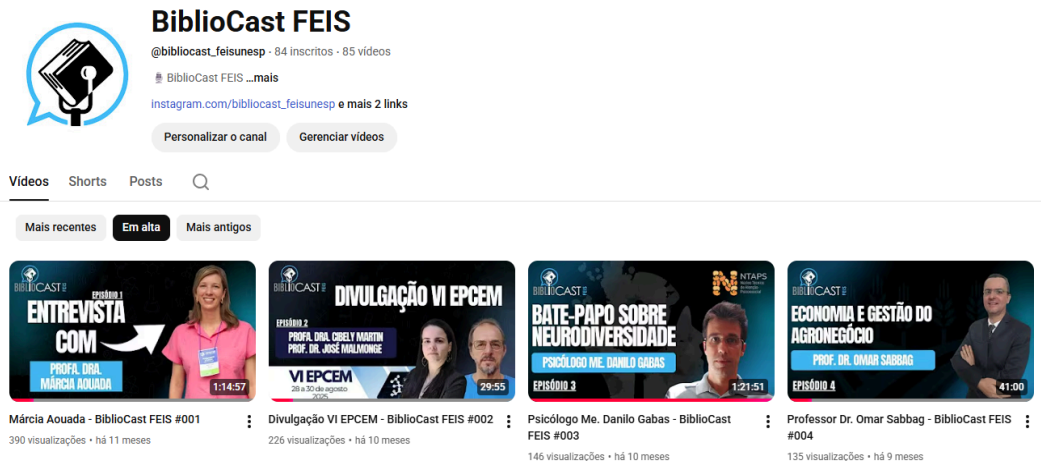 BiblioCast FEIS
@bibliocast_feisunesp - 84 inscritos - 85 vídeos
BiblioCast FEIS ...mais
instagram.com/bibliocast_feisunesp e mais 2 links
Personalizar o canal Gerenciar vídeos
Vídeos Shorts Posts
Mais recentes Em alta Mais antigos
BIBLIOCAST FEIS
EPISÓDIO 1
ENTREVISTA
COM
PROFA. DRA.
MÁRCIA AOUADA
1:14:57
Márcia Aouada - BiblioCast FEIS #001
390 visualizações • há 11 meses
BIBLIOCAST FEIS
DIVULGAÇÃO VI EPCEM
EPISÓDIO 2
PROFA. DRA. CIBELY MARTIN
PROF. DR. JOSÉ MALMONGE
VI EPCEM
28 a 30 de agosto
2025
29:55
Divulgação VI EPCEM - BiblioCast FEIS #002
226 visualizações • há 10 meses
BIBLIOCAST FEIS
NTAPS
BATE-PAPO SOBRE
NEURODIVERSIDADE
PSICÓLOGO ME. DANILO GABAS
EPISÓDIO 3
1:21:51
Psicólogo Me. Danilo Gabas - BiblioCast
FEIS #003
146 visualizações • há 10 meses
BIBLIOCAST FEIS
ECONOMIA E GESTÃO DO
AGRONEGÓCIO
PROF. DR. OMAR SABBAG
EPISÓDIO 4
41:00
Professor Dr. Omar Sabbag - BiblioCast FEIS
#004
135 visualizações • há 9 meses